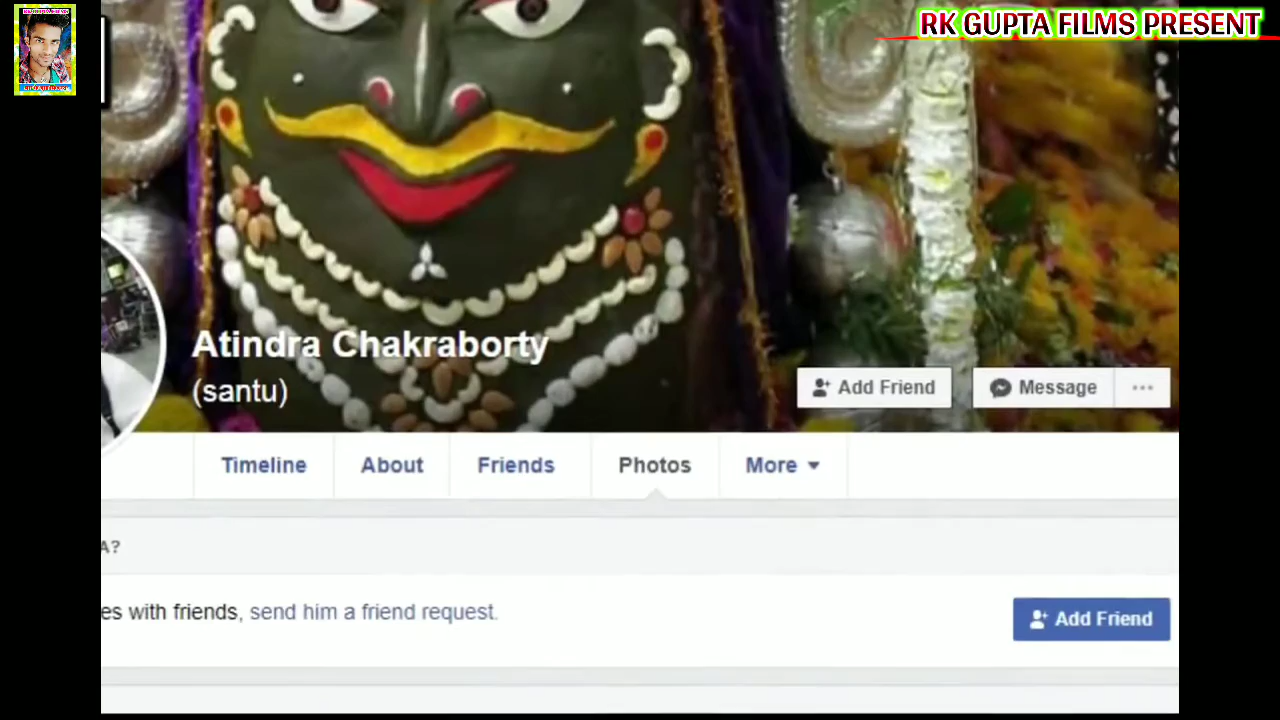 RK GUPTA FILMS PRESENT
Atindra Chakraborty
(santu)
Add Friend
Message
Timeline
About
Friends
Photos
More
A?
es with friends, send him a friend request.
Add Friend